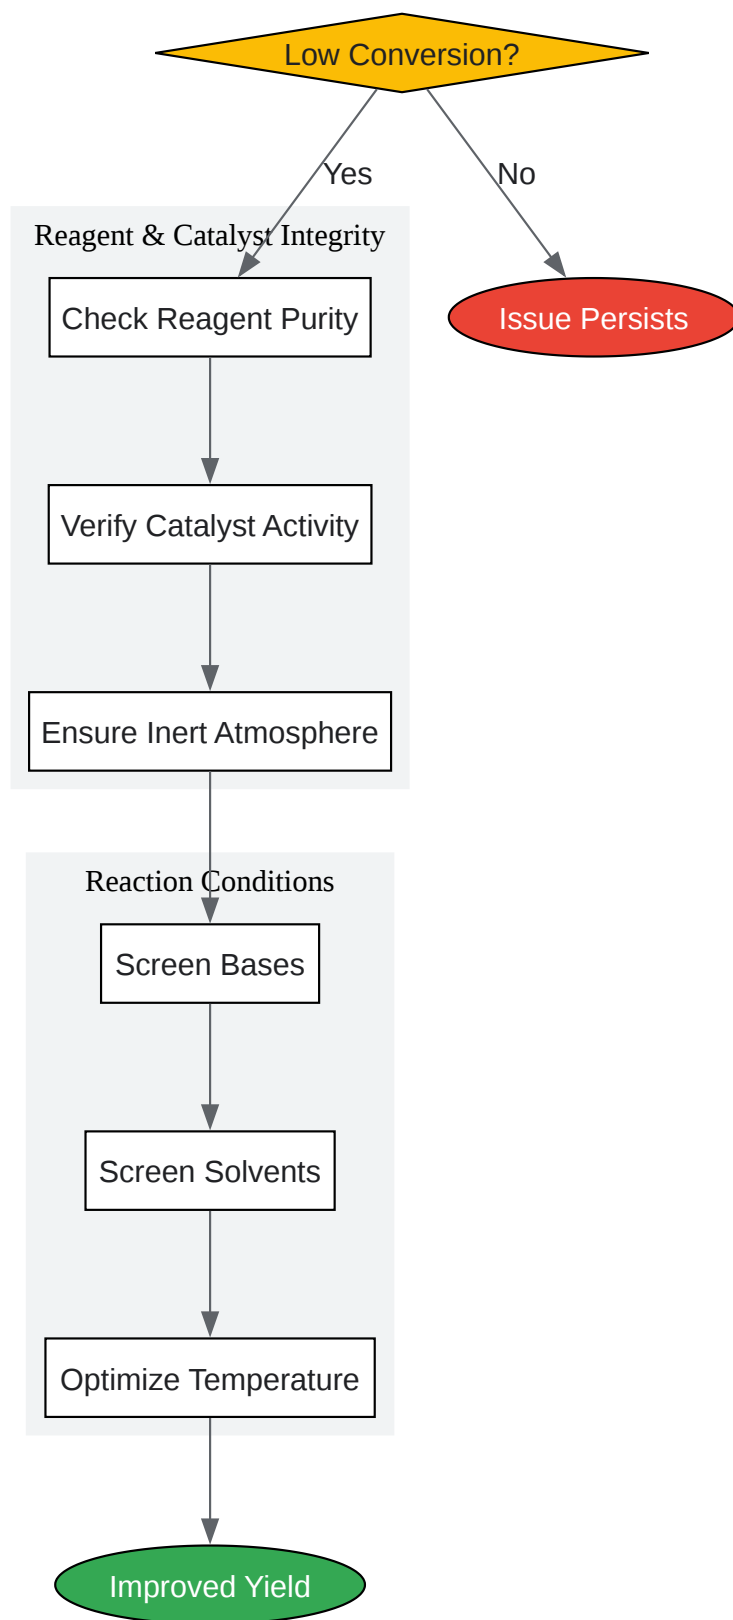 Low Conversion?
Yes
No
Reagent & Catalyst Integrity
Check Reagent Purity
Issue Persists
Verify Catalyst Activity
Ensure Inert Atmosphere
Reaction Conditions
Screen Bases
Screen Solvents
Optimize Temperature
Improved Yield